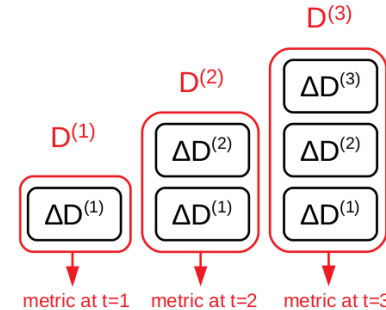 D⁽³⁾
D⁽²⁾
D⁽¹⁾
ΔD⁽³⁾
ΔD⁽²⁾
ΔD⁽²⁾
ΔD⁽¹⁾
ΔD⁽¹⁾
ΔD⁽¹⁾
metric at t=1
metric at t=2
metric at t=3